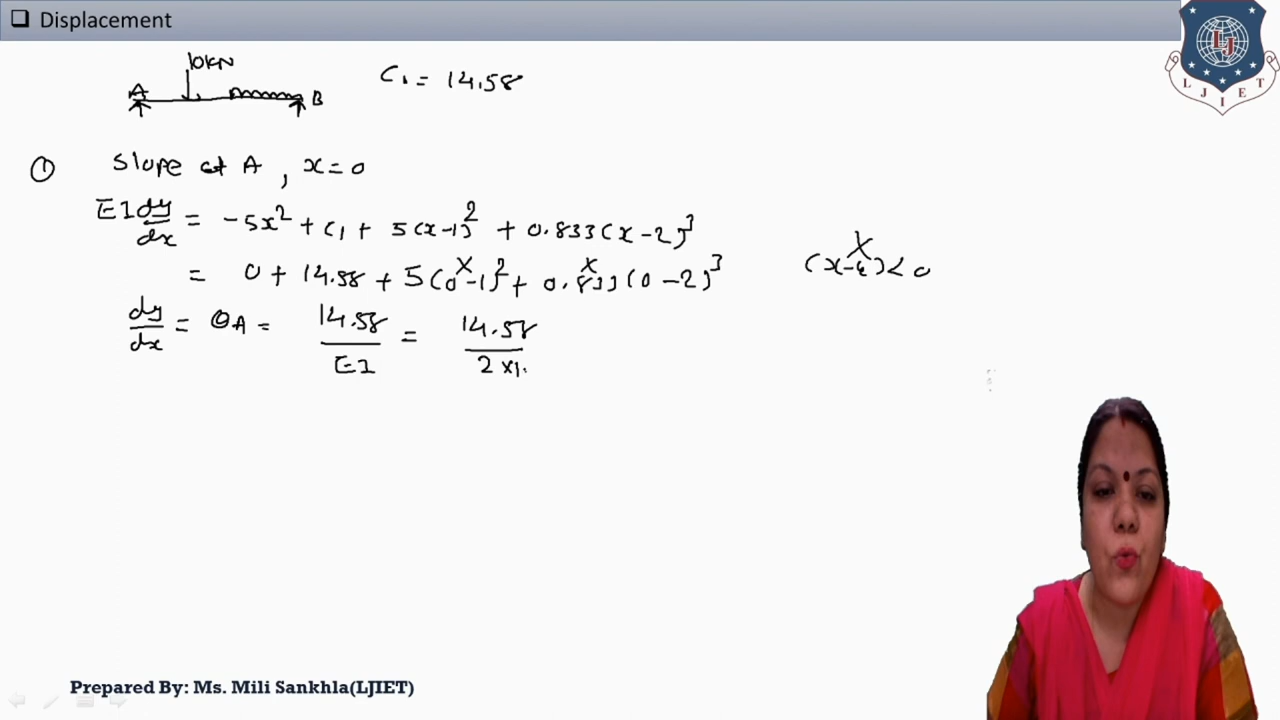 Displacement
LJIET
10kN
A B
C₁ = 14.58
① Slope at A, x=0
EI dy/dx = -5x² + C₁ + 5(x-1)² + 0.833(x-2)³
= 0 + 14.58 + 5(0-1)² + 0.833(0-2)³
(x-a)<0
dy/dx = θA = 14.58/EI = 14.58/2×1
Prepared By: Ms. Mili Sankhla(LJIET)